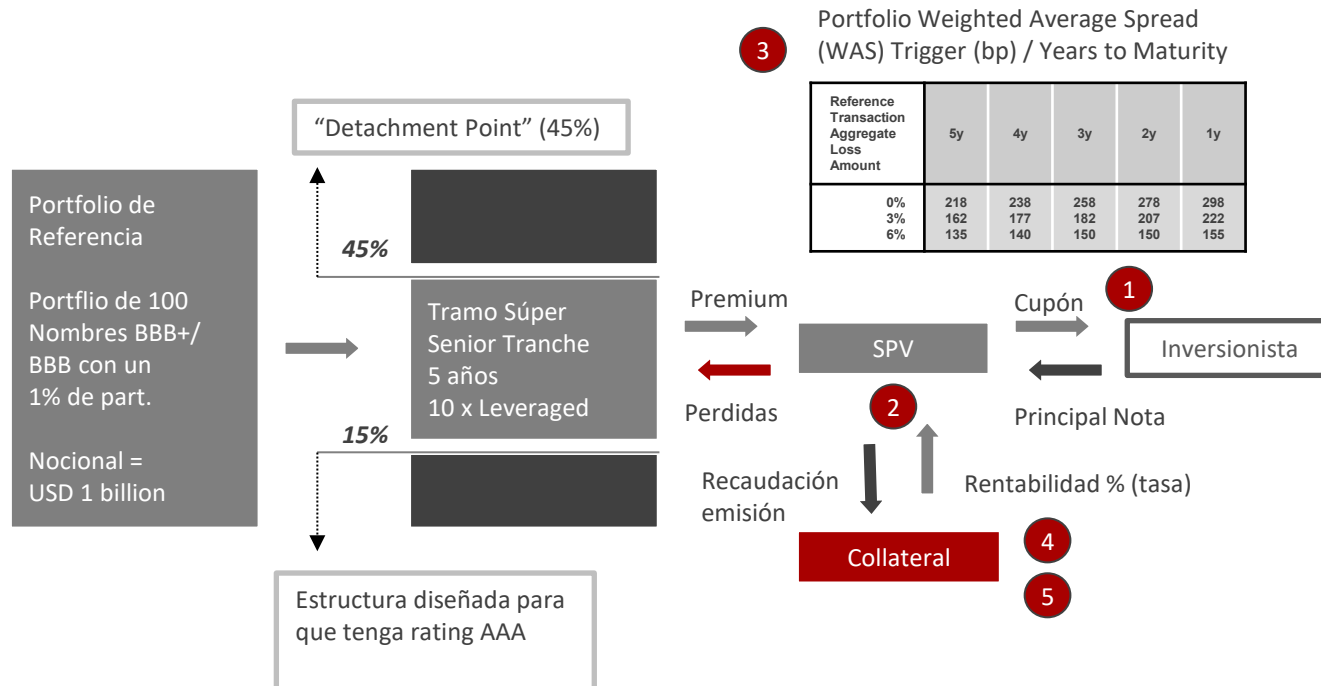 3
Portfolio Weighted Average Spread
(WAS) Trigger (bp) / Years to Maturity
Reference
Transaction
Aggregate
Loss
Amount
5y 4y 3y 2y 1y
0% 218 238 258 278 298
3% 162 177 182 207 222
6% 135 140 150 150 155
“Detachment Point” (45%)
Portfolio de
Referencia
Portflio de 100
Nombres BBB+/
BBB con un
1% de part.
Nocional =
USD 1 billion
45%
Tramo Súper
Senior Tranche
5 años
10 x Leveraged
15%
Premium
Perdidas
SPV
2
Cupón
1
Inversionista
Principal Nota
Recaudación
emisión
Rentabilidad % (tasa)
Collateral
4
5
Estructura diseñada para
que tenga rating AAA